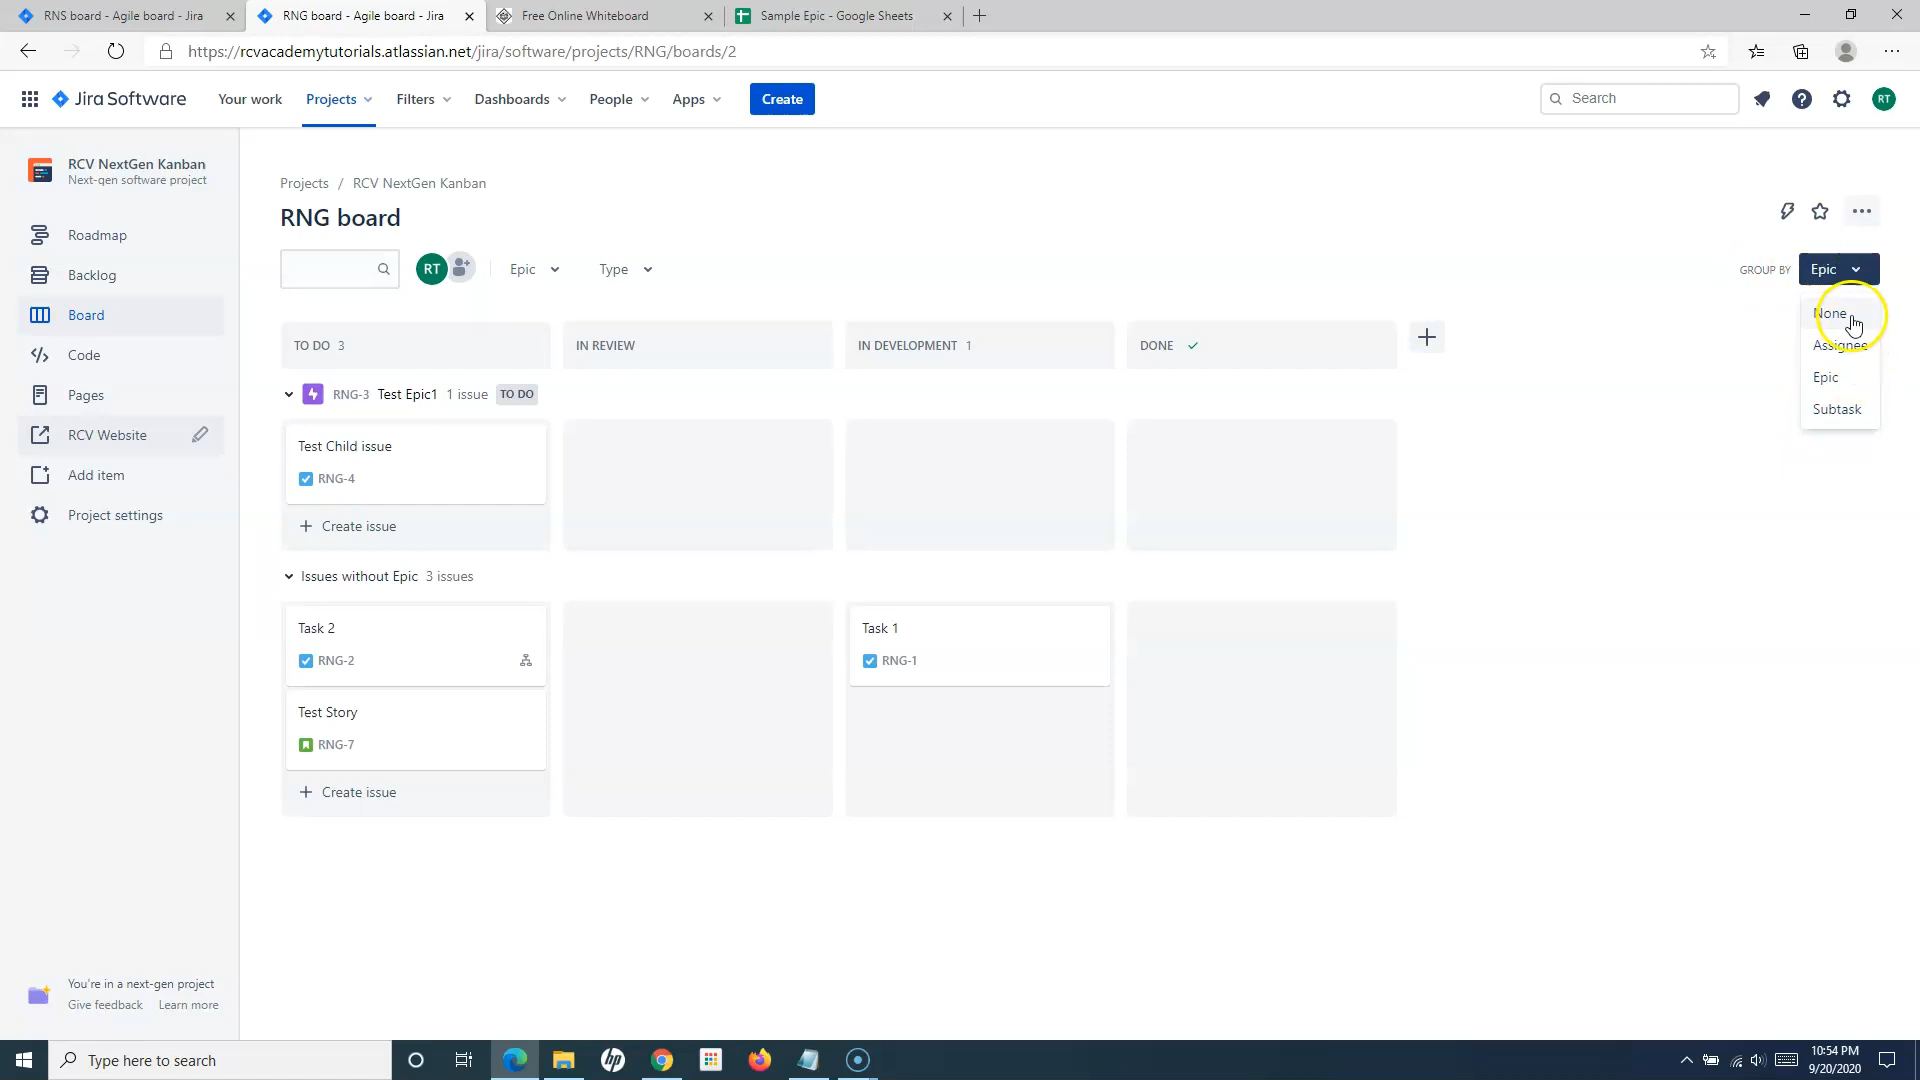 RNS board - Agile board - Jira
RNG board - Agile board - Jira
Free Online Whiteboard
Sample Epic - Google Sheets
https://rcvacademytutorials.atlassian.net/jira/software/projects/RNG/boards/2
Jira Software
Your work
Projects
Filters
Dashboards
People
Apps
Create
Search
RT
RCV NextGen Kanban
Next-gen software project
Roadmap
Backlog
Board
Code
Pages
RCV Website
Add item
Project settings
You're in a next-gen project
Give feedback Learn more
Projects / RCV NextGen Kanban
RNG board
RT
Epic
Type
GROUP BY
Epic
None
Assignee
Epic
Subtask
TO DO 3
IN REVIEW
IN DEVELOPMENT 1
DONE
RNG-3 Test Epic1 1 issue TO DO
Test Child issue
RNG-4
+ Create issue
Issues without Epic 3 issues
Task 2
RNG-2
Task 1
RNG-1
Test Story
RNG-7
+ Create issue
Type here to search
hp
10:54 PM
9/20/2020